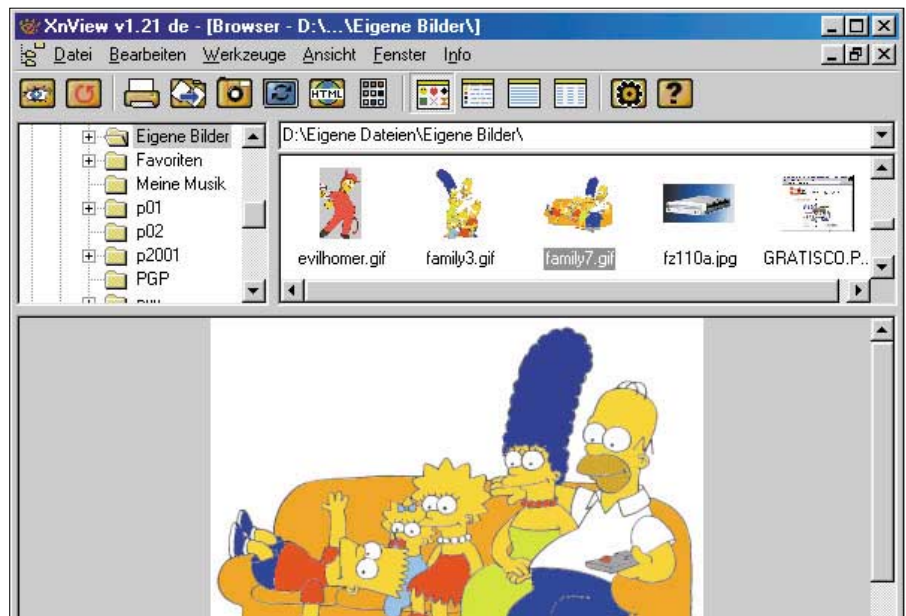 XnView v1.21 de - [Browser - D:\...\Eigene Bilder\]
Datei Bearbeiten Werkzeuge Ansicht Fenster Info
HTML
Eigene Bilder
Favoriten
Meine Musik
p01
p02
p2001
PGP
D:\Eigene Dateien\Eigene Bilder\
evilhomer.gif family3.gif family7.gif fz110a.jpg GRATISCO.P...